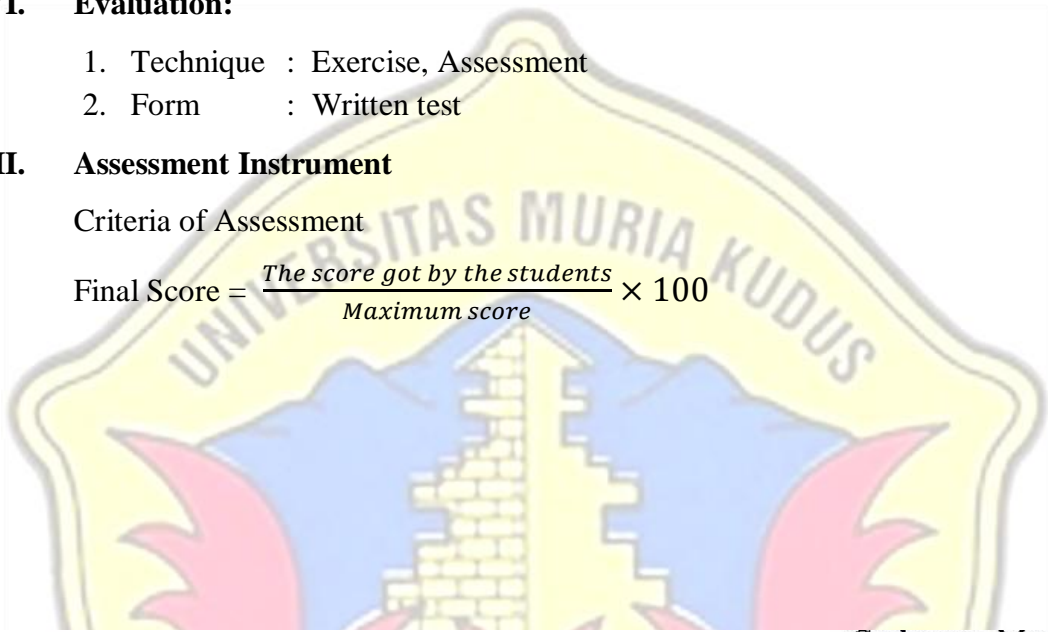 I. Evaluation:
1. Technique : Exercise, Assessment
2. Form : Written test
II. Assessment Instrument
Criteria of Assessment
Final Score = The score got by the students / Maximum score × 100
UNIVERSITAS MURIA KUDUS